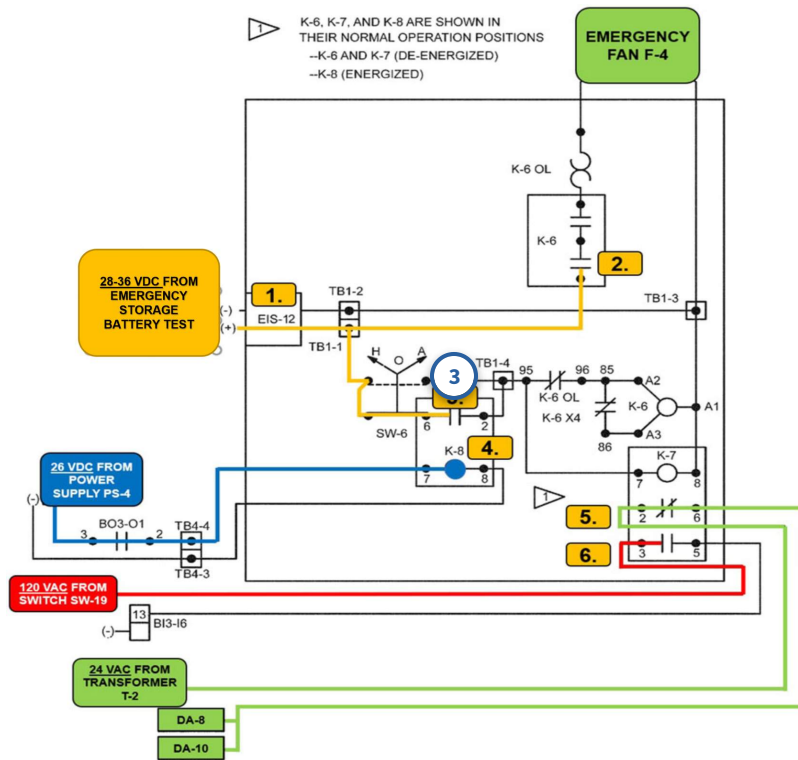 1
K-6, K-7, AND K-8 ARE SHOWN IN
THEIR NORMAL OPERATION POSITIONS
--K-6 AND K-7 (DE-ENERGIZED)
--K-8 (ENERGIZED)
EMERGENCY
FAN F-4
K-6 OL
K-6
2.
28-36 VDC FROM
EMERGENCY
STORAGE
BATTERY TEST
(-)
(+)
1.
EIS-12
TB1-2
TB1-1
TB1-3
H
O
A
3
TB1-4
95
96
85
A2
K-6 OL
K-6 X4
K-6
A1
86
A3
SW-6
6
2
4.
K-8
7
8
K-7
7
8
1
5.
2
6
6.
3
5
26 VDC FROM
POWER
SUPPLY PS-4
(-)
BO3-O1
3
2
TB4-4
TB4-3
120 VAC FROM
SWITCH SW-19
13
(-)
BI3-I6
24 VAC FROM
TRANSFORMER
T-2
DA-8
DA-10